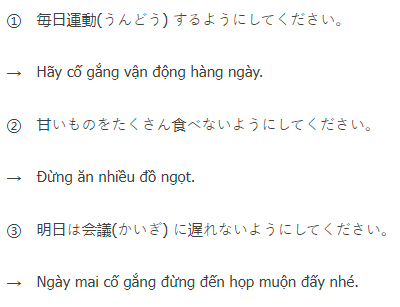 ① 毎日運動(うんどう) するようにしてください。
→ Hãy cố gắng vận động hàng ngày.
② 甘いものをたくさん食べないようにしてください。
→ Đừng ăn nhiều đồ ngọt.
③ 明日は会議(かいぎ) に遅れないようにしてください。
→ Ngày mai cố gắng đừng đến họp muộn đấy nhé.